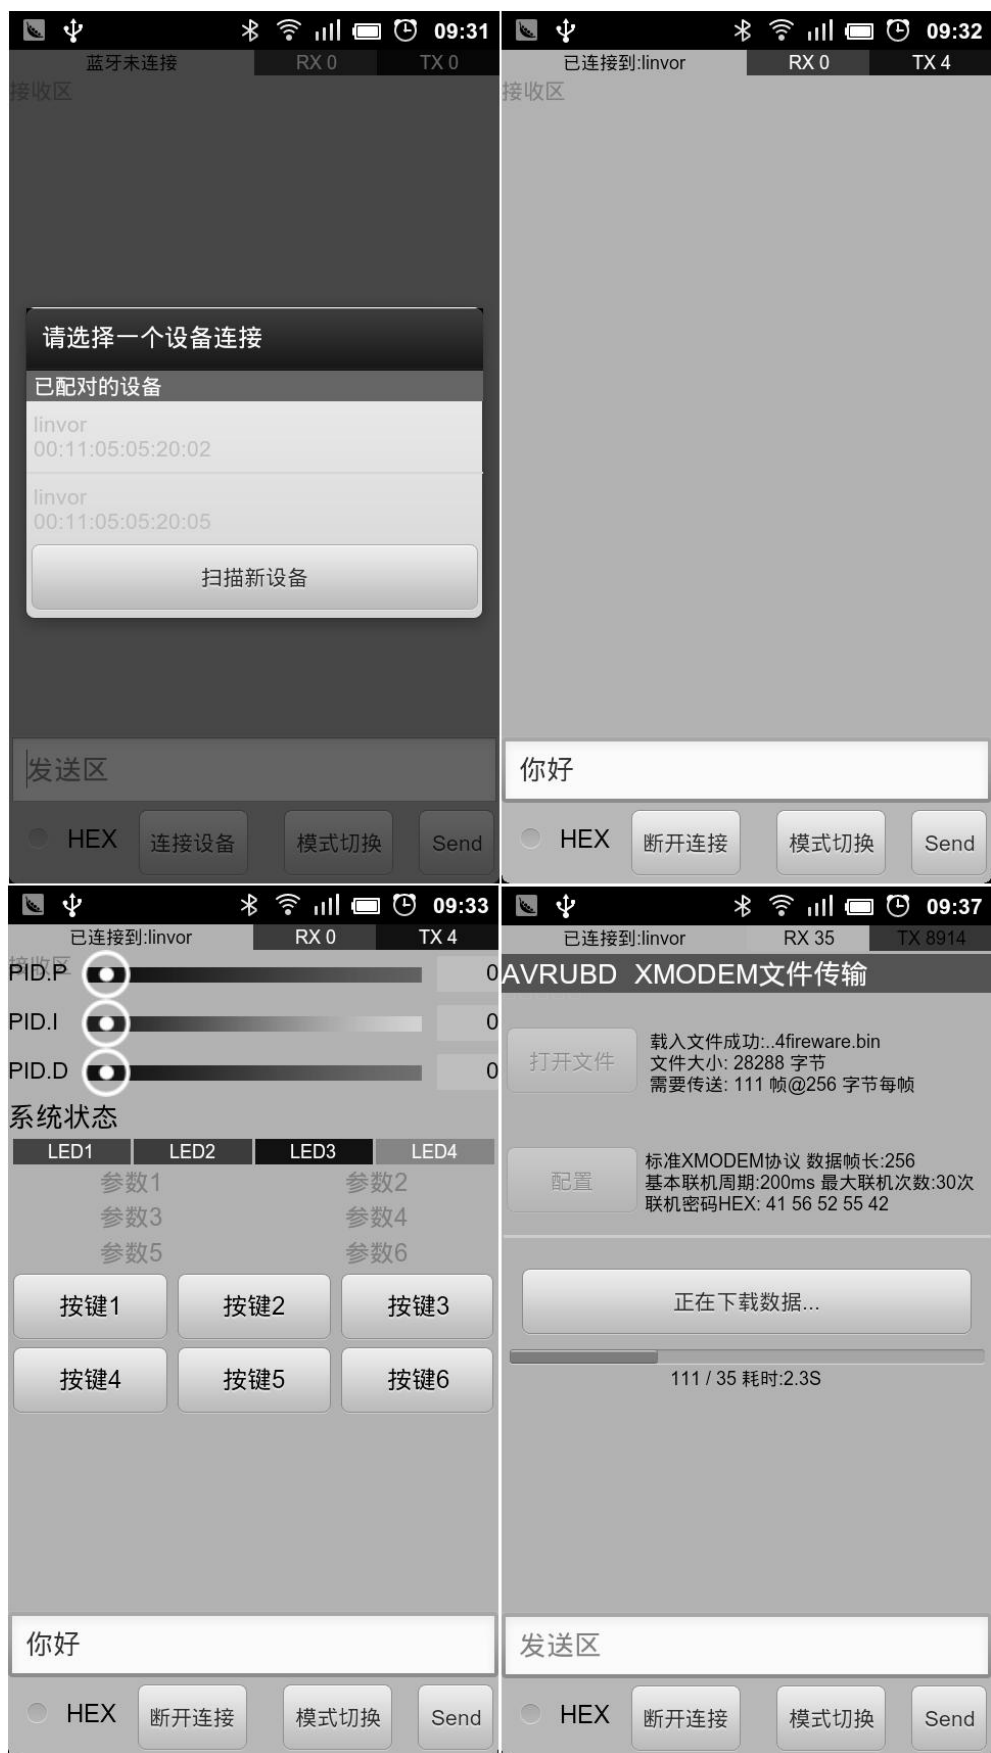 09:31
蓝牙未连接 RX 0 TX 0
接收区
请选择一个设备连接
已配对的设备
linvor
00:11:05:05:20:02
linvor
00:11:05:05:20:05
扫描新设备
发送区
HEX 连接设备 模式切换 Send
09:32
已连接到:linvor RX 0 TX 4
接收区
你好
HEX 断开连接 模式切换 Send
09:33
已连接到:linvor RX 0 TX 4
接收区
PID.P 0
PID.I 0
PID.D 0
系统状态
LED1 LED2 LED3 LED4
参数1 参数2
参数3 参数4
参数5 参数6
按键1 按键2 按键3
按键4 按键5 按键6
你好
HEX 断开连接 模式切换 Send
09:37
已连接到:linvor RX 35 TX 8914
AVRUBD XMODEM文件传输
打开文件
载入文件成功:..4fireware.bin
文件大小: 28288 字节
需要传送: 111 帧@256 字节每帧
配置
标准XMODEM协议 数据帧长:256
基本联机周期:200ms 最大联机次数:30次
联机密码HEX: 41 56 52 55 42
正在下载数据...
111 / 35 耗时:2.3S
发送区
HEX 断开连接 模式切换 Send